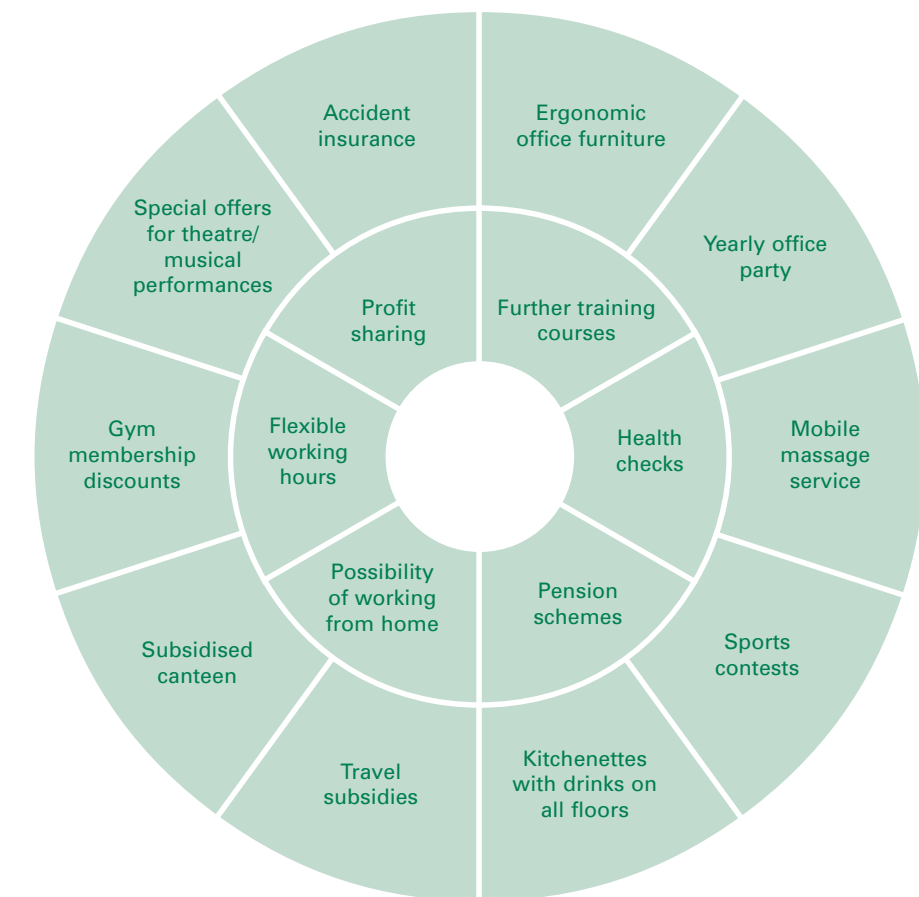 Accident
insurance
Ergonomic
office furniture
Special offers
for theatre/
musical
performances
Yearly office
party
Profit
sharing
Further training
courses
Gym
membership
discounts
Flexible
working
hours
Health
checks
Mobile
massage
service
Possibility
of working
from home
Pension
schemes
Subsidised
canteen
Sports
contests
Travel
subsidies
Kitchenettes
with drinks on
all floors